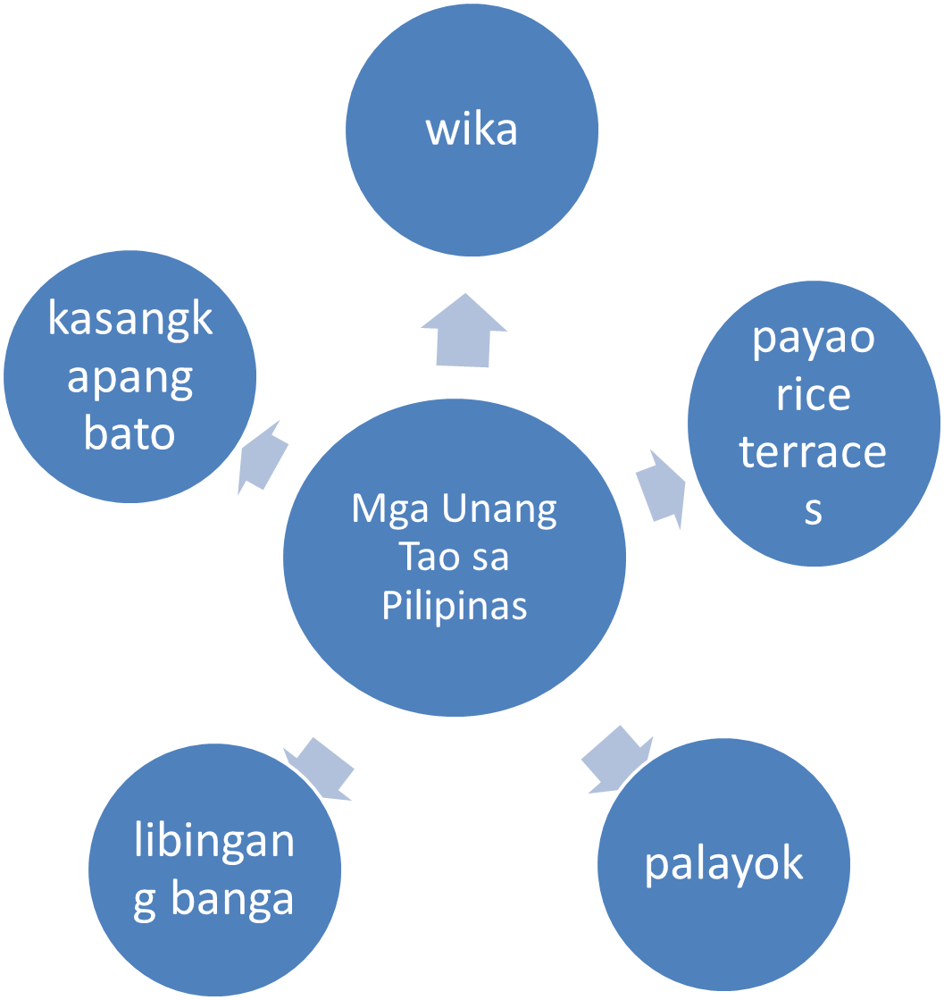 wika
kasangk
apang
bato
payao
rice
terrace
s
Mga Unang
Tao sa
Pilipinas
libingan
g banga
palayok